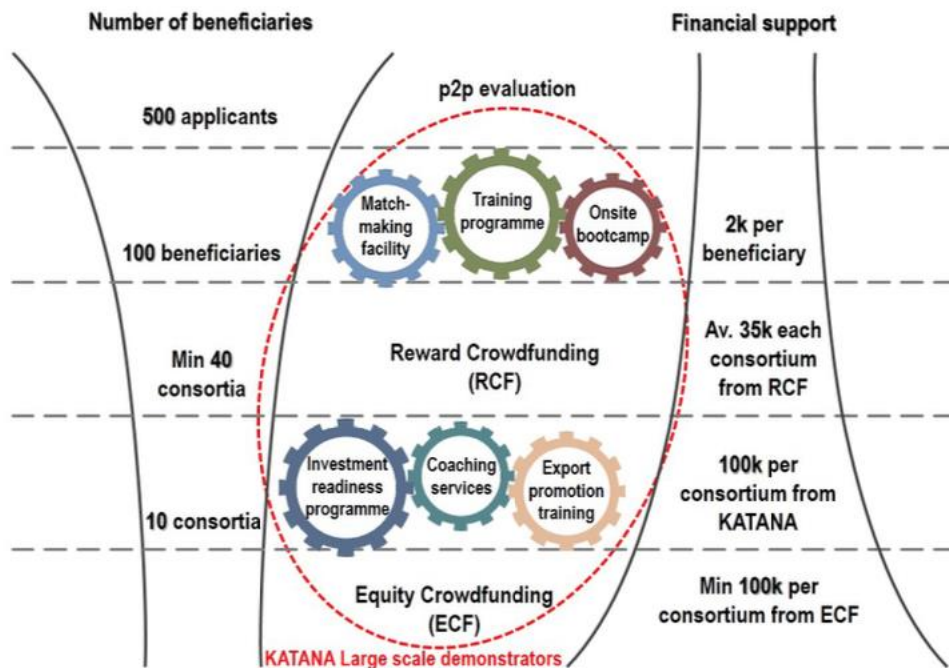 Number of beneficiaries
Financial support
500 applicants
p2p evaluation
Match-
making
facility
Training
programme
Onsite
bootcamp
100 beneficiaries
2k per
beneficiary
Min 40
consortia
Reward Crowdfunding
(RCF)
Av. 35k each
consortium
from RCF
Investment
readiness
programme
Coaching
services
Export
promotion
training
10 consortia
100k per
consortium from
KATANA
Equity Crowdfunding
(ECF)
Min 100k per
consortium from ECF
KATANA Large scale demonstrators